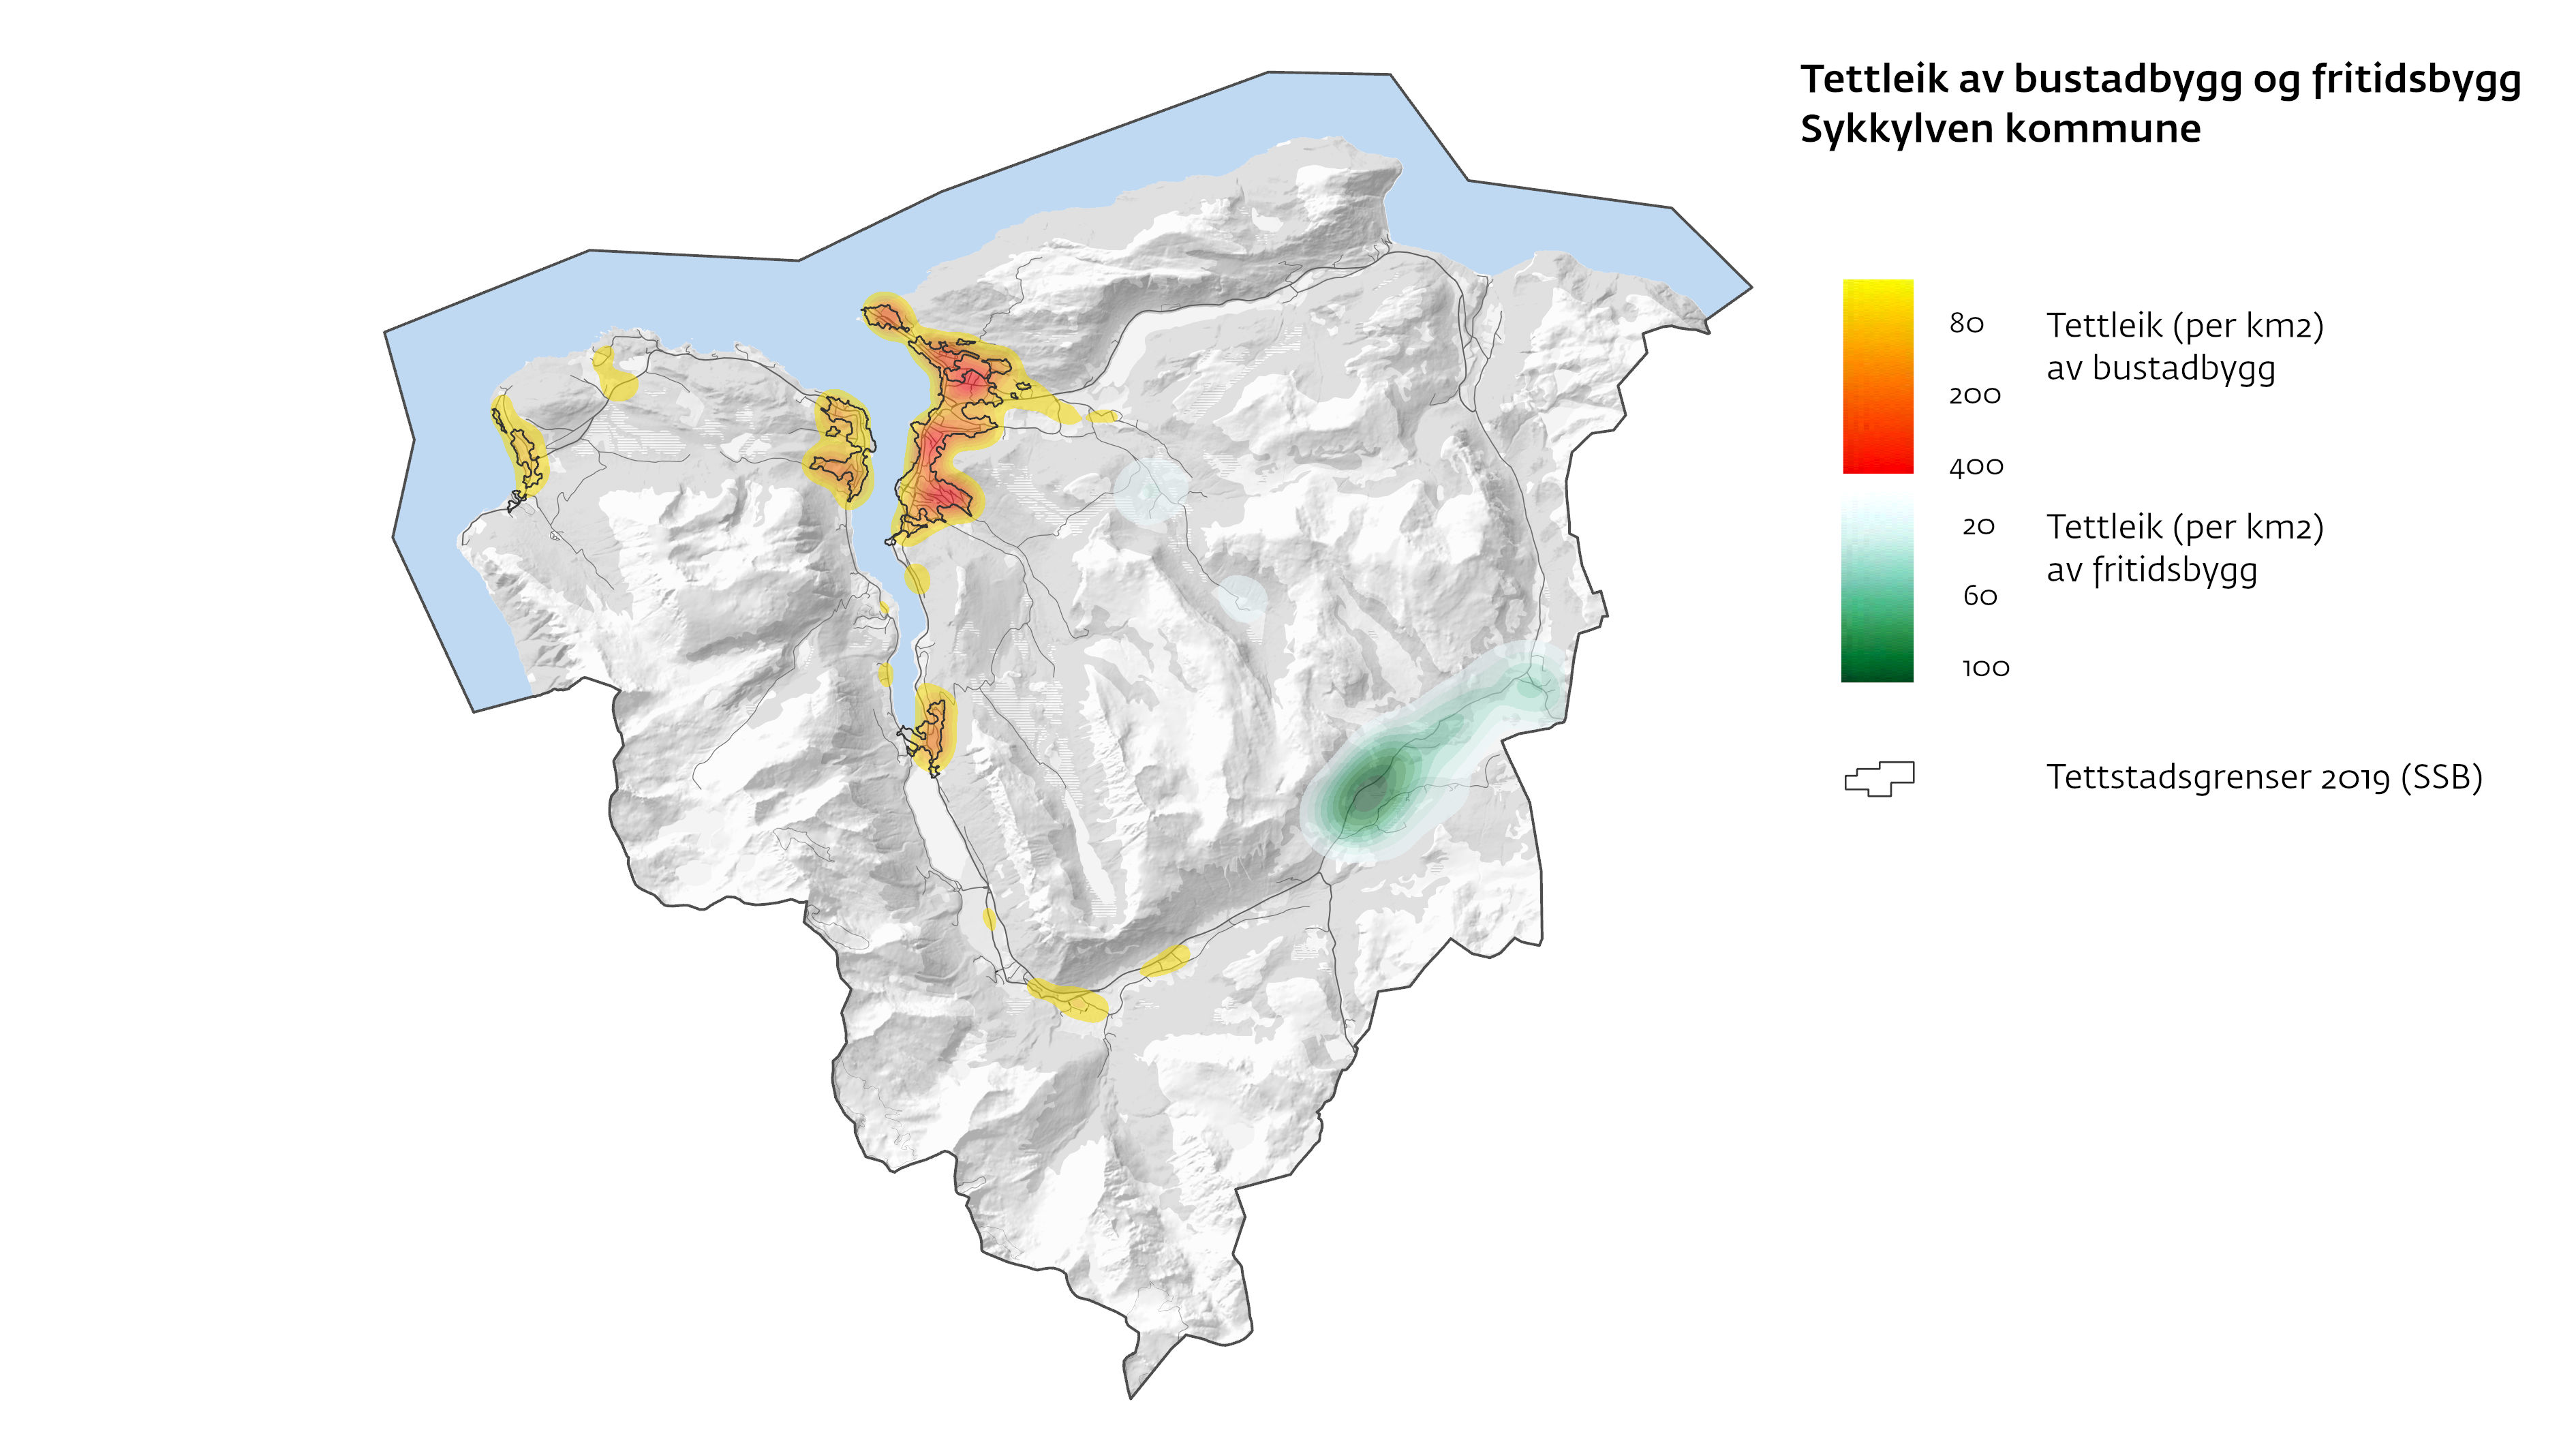 Tettleik av bustadbygg og fritidsbygg
Sykkylven kommune
80
200
400
Tettleik (per km2)
av bustadbygg
20
60
100
Tettleik (per km2)
av fritidsbygg
Tettstadsgrenser 2019 (SSB)